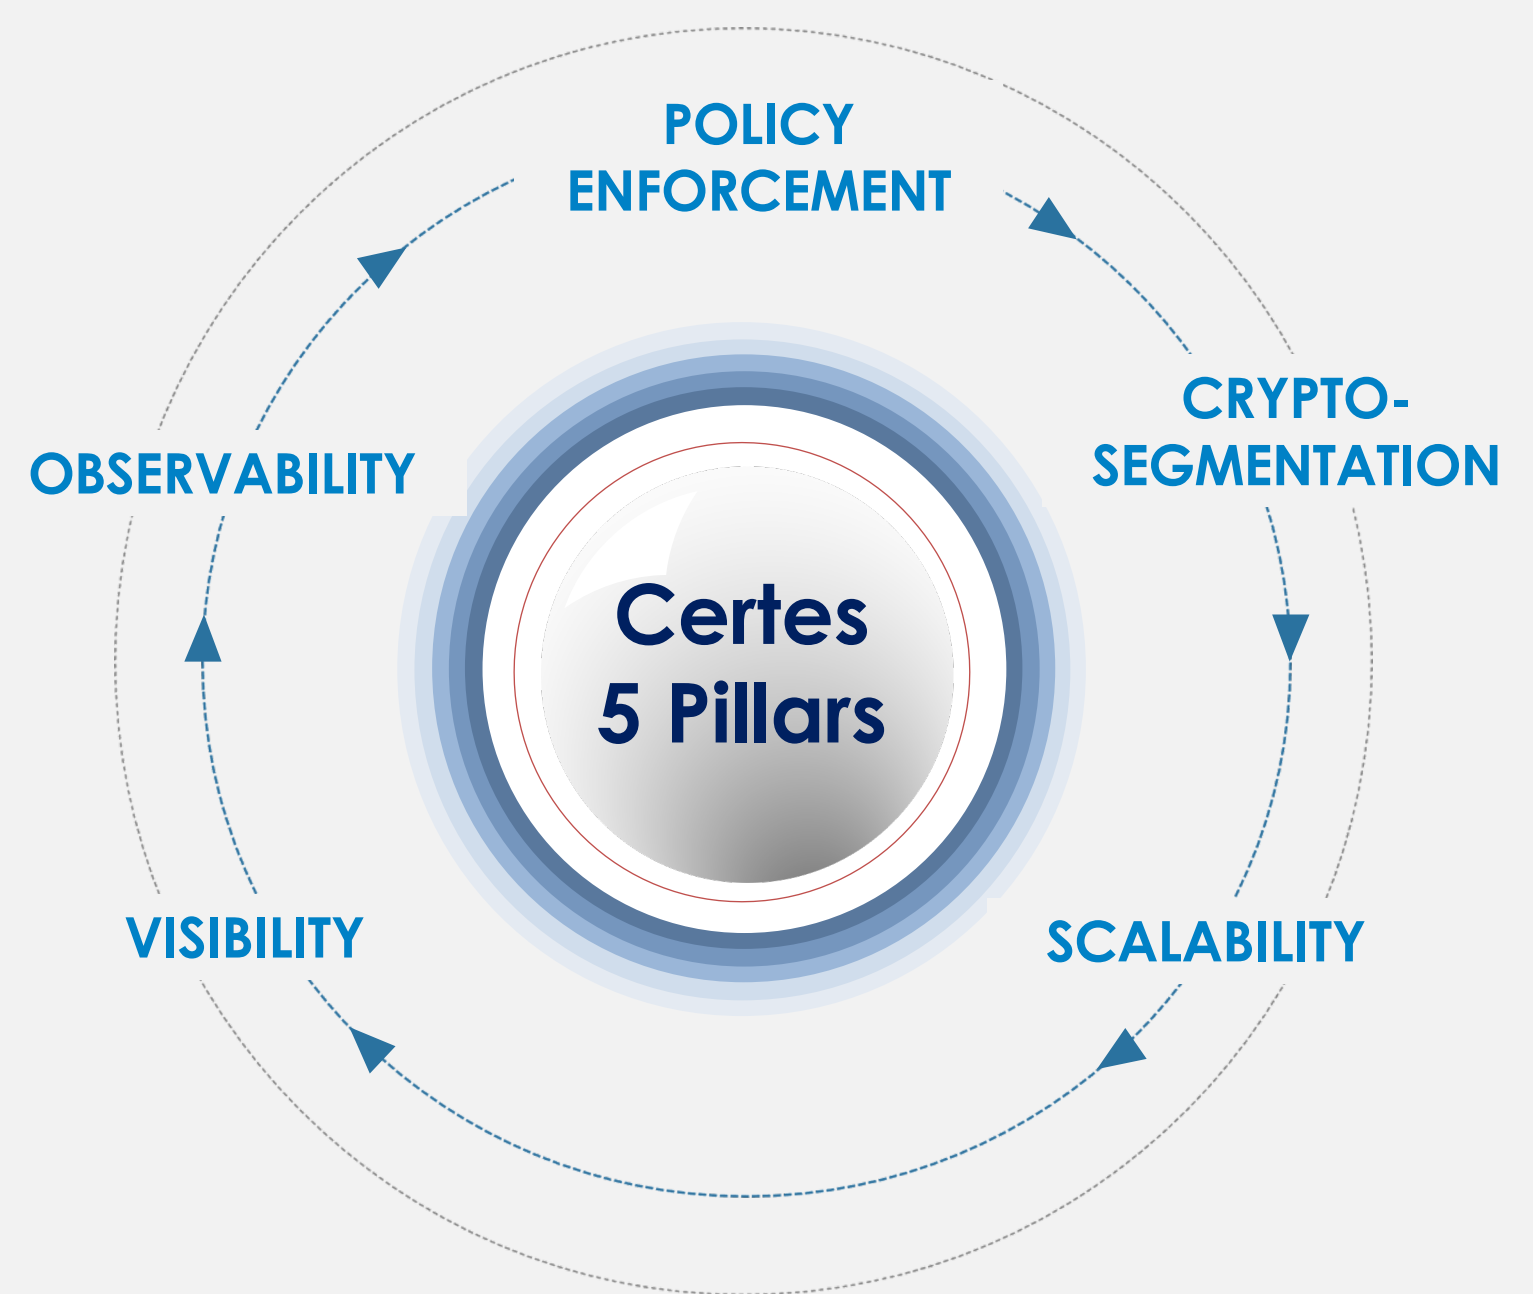 POLICY
ENFORCEMENT
CRYPTO-
SEGMENTATION
OBSERVABILITY
Certes
5 Pillars
VISIBILITY
SCALABILITY